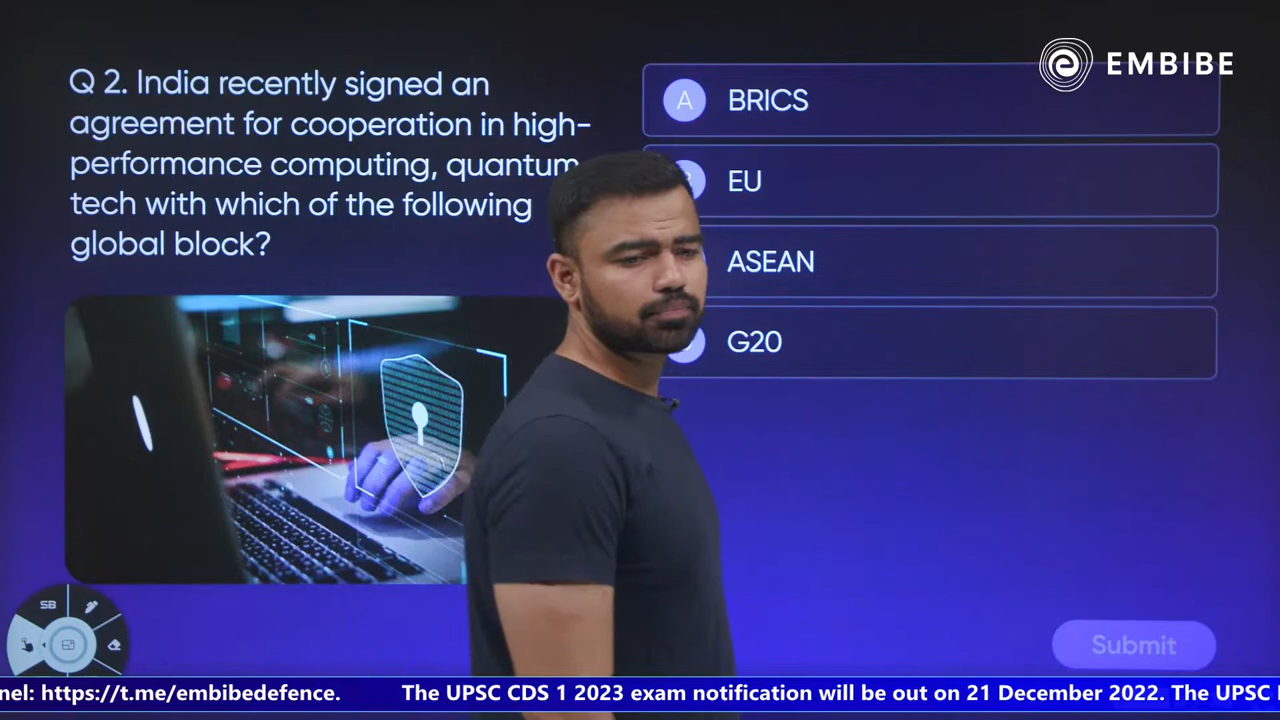 EMBIBE
Q 2. India recently signed an
agreement for cooperation in high-
performance computing, quantum
tech with which of the following
global block?
A BRICS
EU
ASEAN
G20
SB
Submit
nel: https://t.me/embibedefence. The UPSC CDS 1 2023 exam notification will be out on 21 December 2022. The UPSC